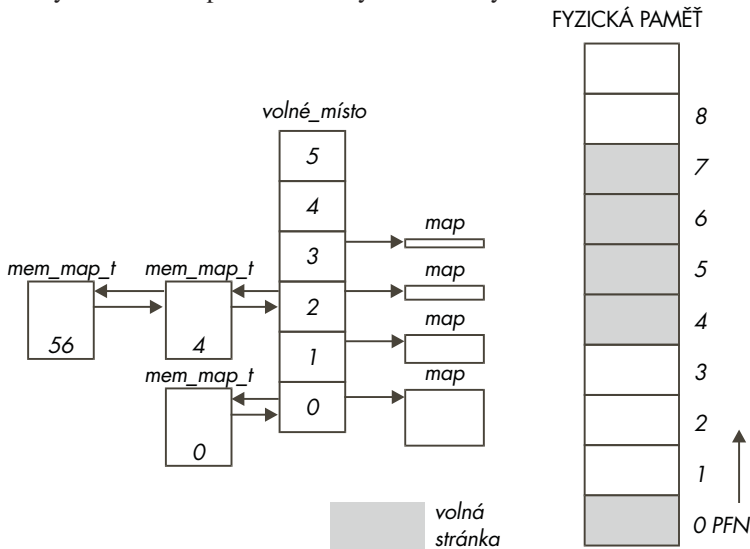 FYZICKÁ PAMĚŤ
volné_místo
5
4
3
2
1
0
mem_map_t
56
mem_map_t
4
mem_map_t
0
map
map
map
map
8
7
6
5
4
3
2
1
0 PFN
volná
stránka